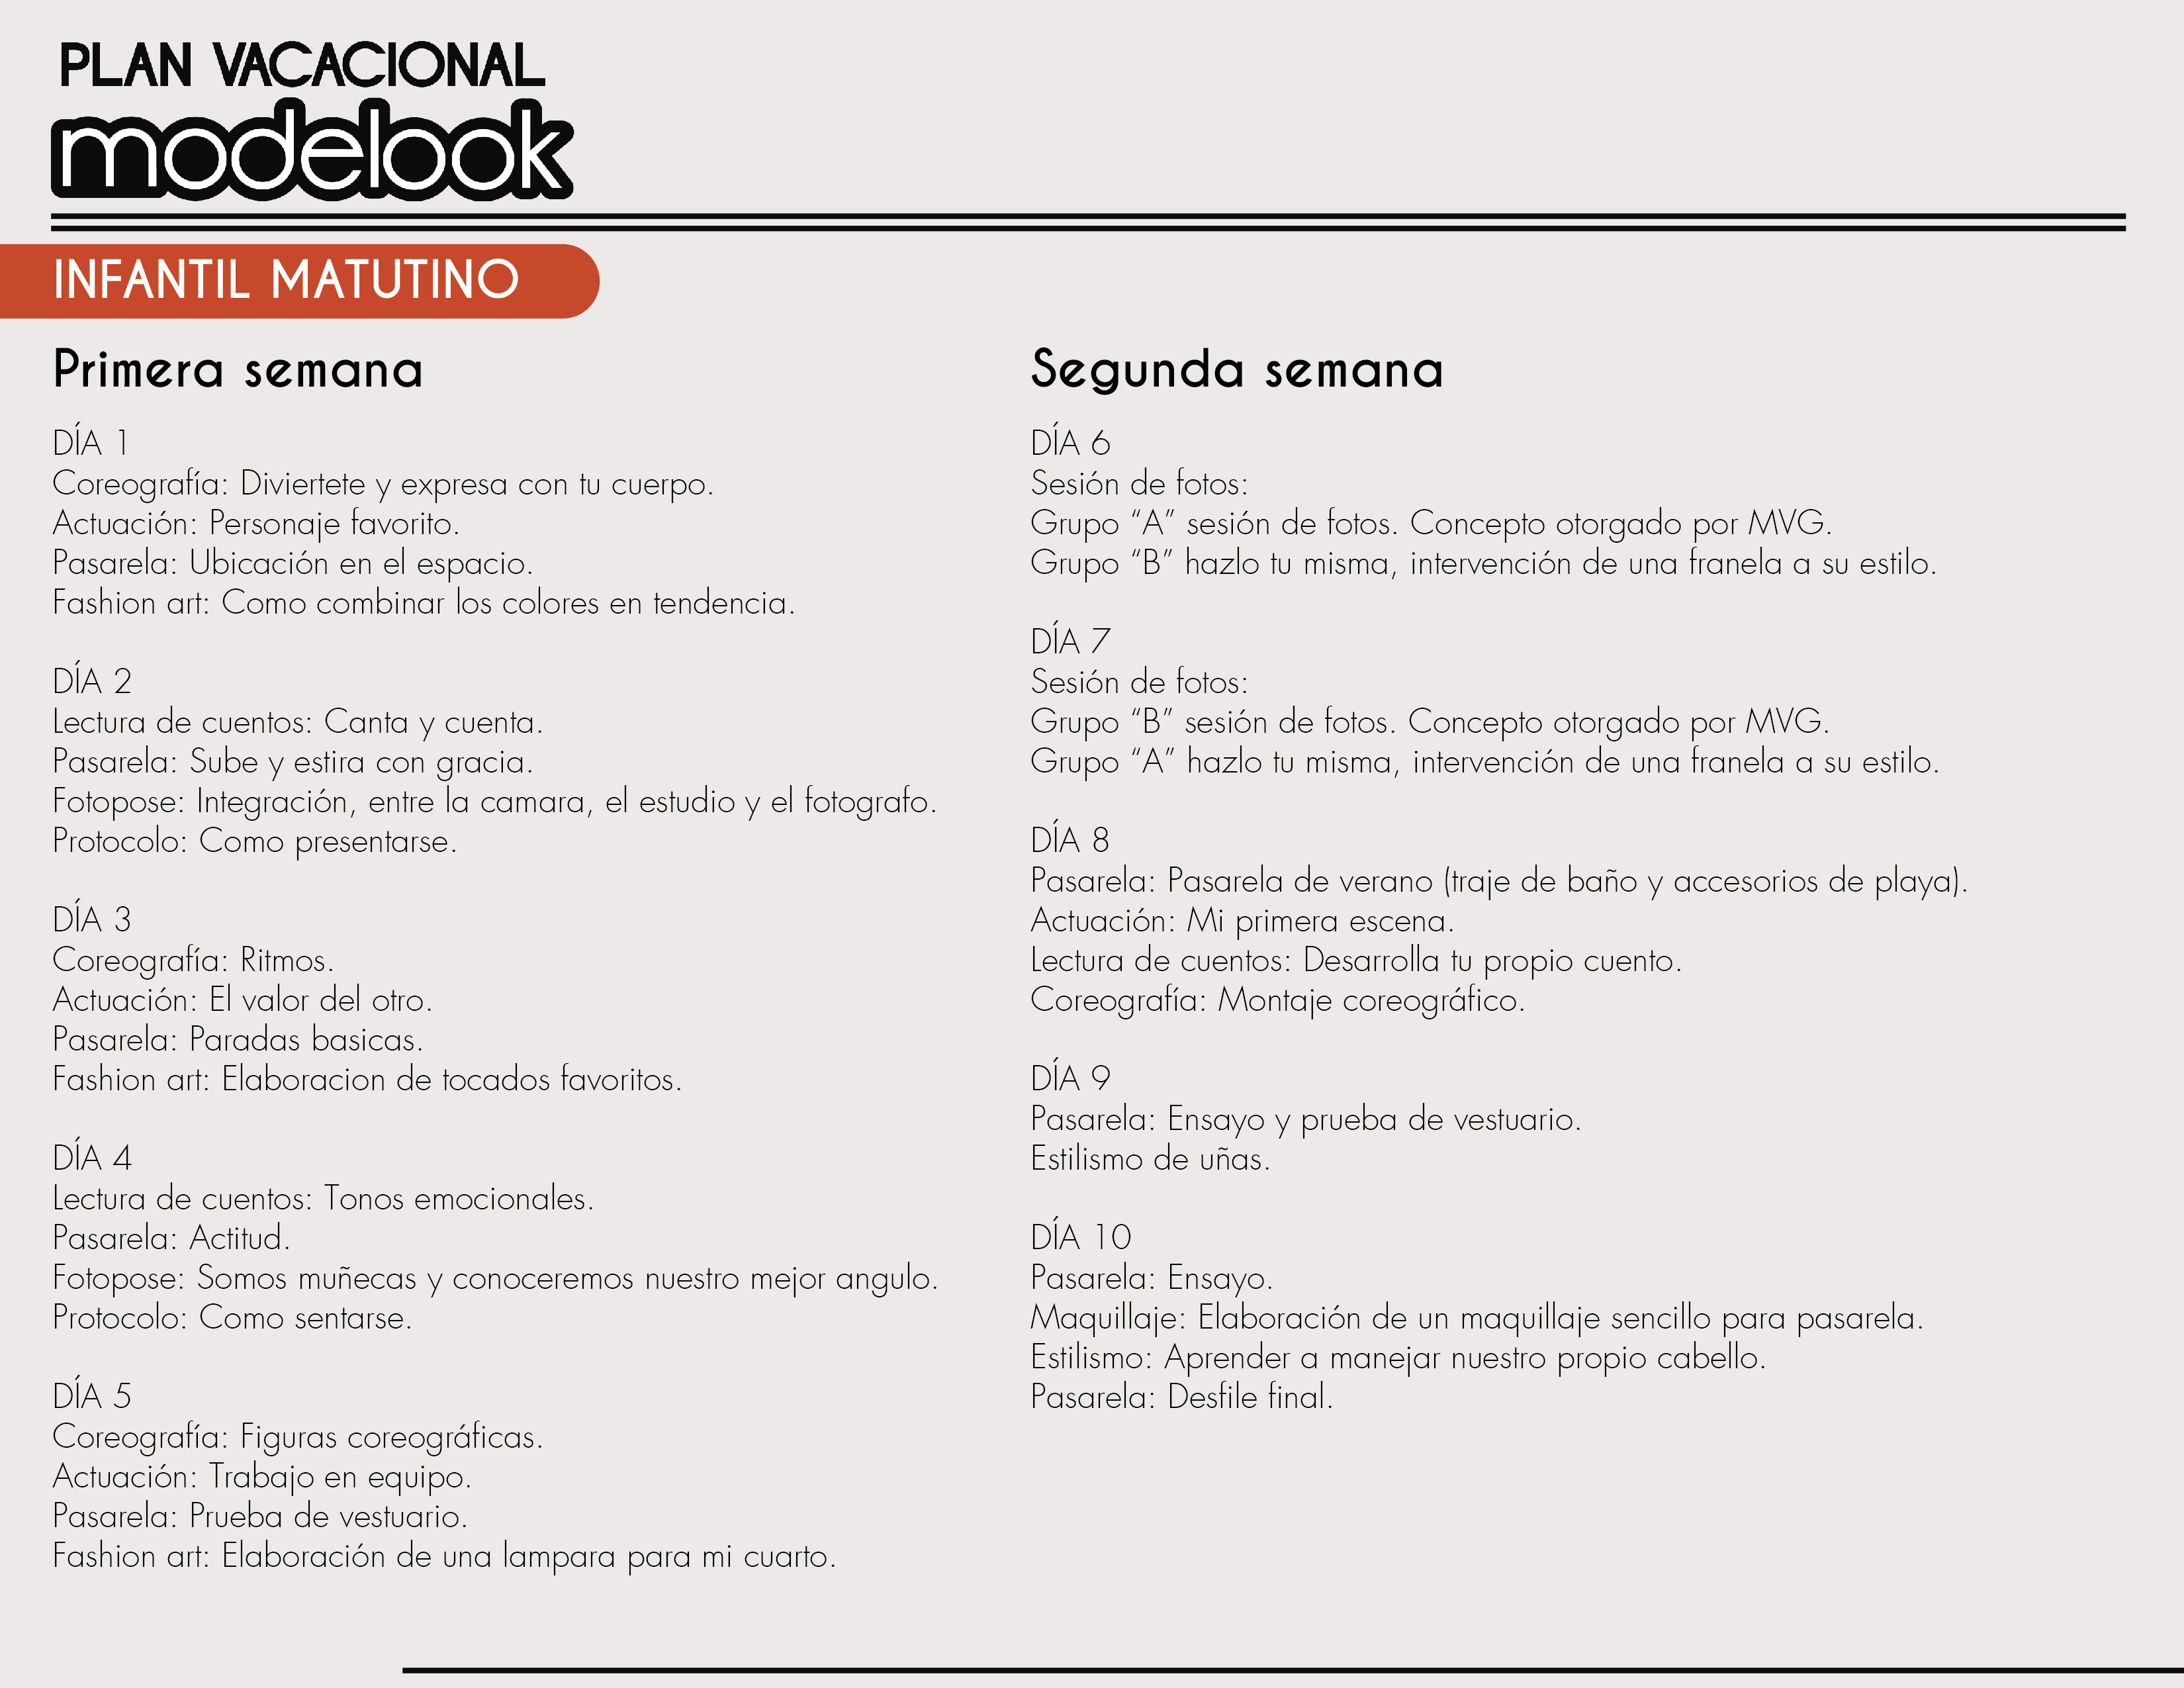 PLAN VACACIONAL
modelook
INFANTIL MATUTINO
Primera semana
DÍA 1
Coreografía: Diviertete y expresa con tu cuerpo.
Actuación: Personaje favorito.
Pasarela: Ubicación en el espacio.
Fashion art: Como combinar los colores en tendencia.
DÍA 2
Lectura de cuentos: Canta y cuenta.
Pasarela: Sube y estira con gracia.
Fotopose: Integración, entre la camara, el estudio y el fotografo.
Protocolo: Como presentarse.
DÍA 3
Coreografía: Ritmos.
Actuación: El valor del otro.
Pasarela: Paradas basicas.
Fashion art: Elaboracion de tocados favoritos.
DÍA 4
Lectura de cuentos: Tonos emocionales.
Pasarela: Actitud.
Fotopose: Somos muñecas y conoceremos nuestro mejor angulo.
Protocolo: Como sentarse.
DÍA 5
Coreografía: Figuras coreográficas.
Actuación: Trabajo en equipo.
Pasarela: Prueba de vestuario.
Fashion art: Elaboración de una lampara para mi cuarto.
Segunda semana
DÍA 6
Sesión de fotos:
Grupo “A” sesión de fotos. Concepto otorgado por MVG.
Grupo “B” hazlo tu misma, intervención de una franela a su estilo.
DÍA 7
Sesión de fotos:
Grupo “B” sesión de fotos. Concepto otorgado por MVG.
Grupo “A” hazlo tu misma, intervención de una franela a su estilo.
DÍA 8
Pasarela: Pasarela de verano (traje de baño y accesorios de playa).
Actuación: Mi primera escena.
Lectura de cuentos: Desarrolla tu propio cuento.
Coreografía: Montaje coreográfico.
DÍA 9
Pasarela: Ensayo y prueba de vestuario.
Estilismo de uñas.
DÍA 10
Pasarela: Ensayo.
Maquillaje: Elaboración de un maquillaje sencillo para pasarela.
Estilismo: Aprender a manejar nuestro propio cabello.
Pasarela: Desfile final.